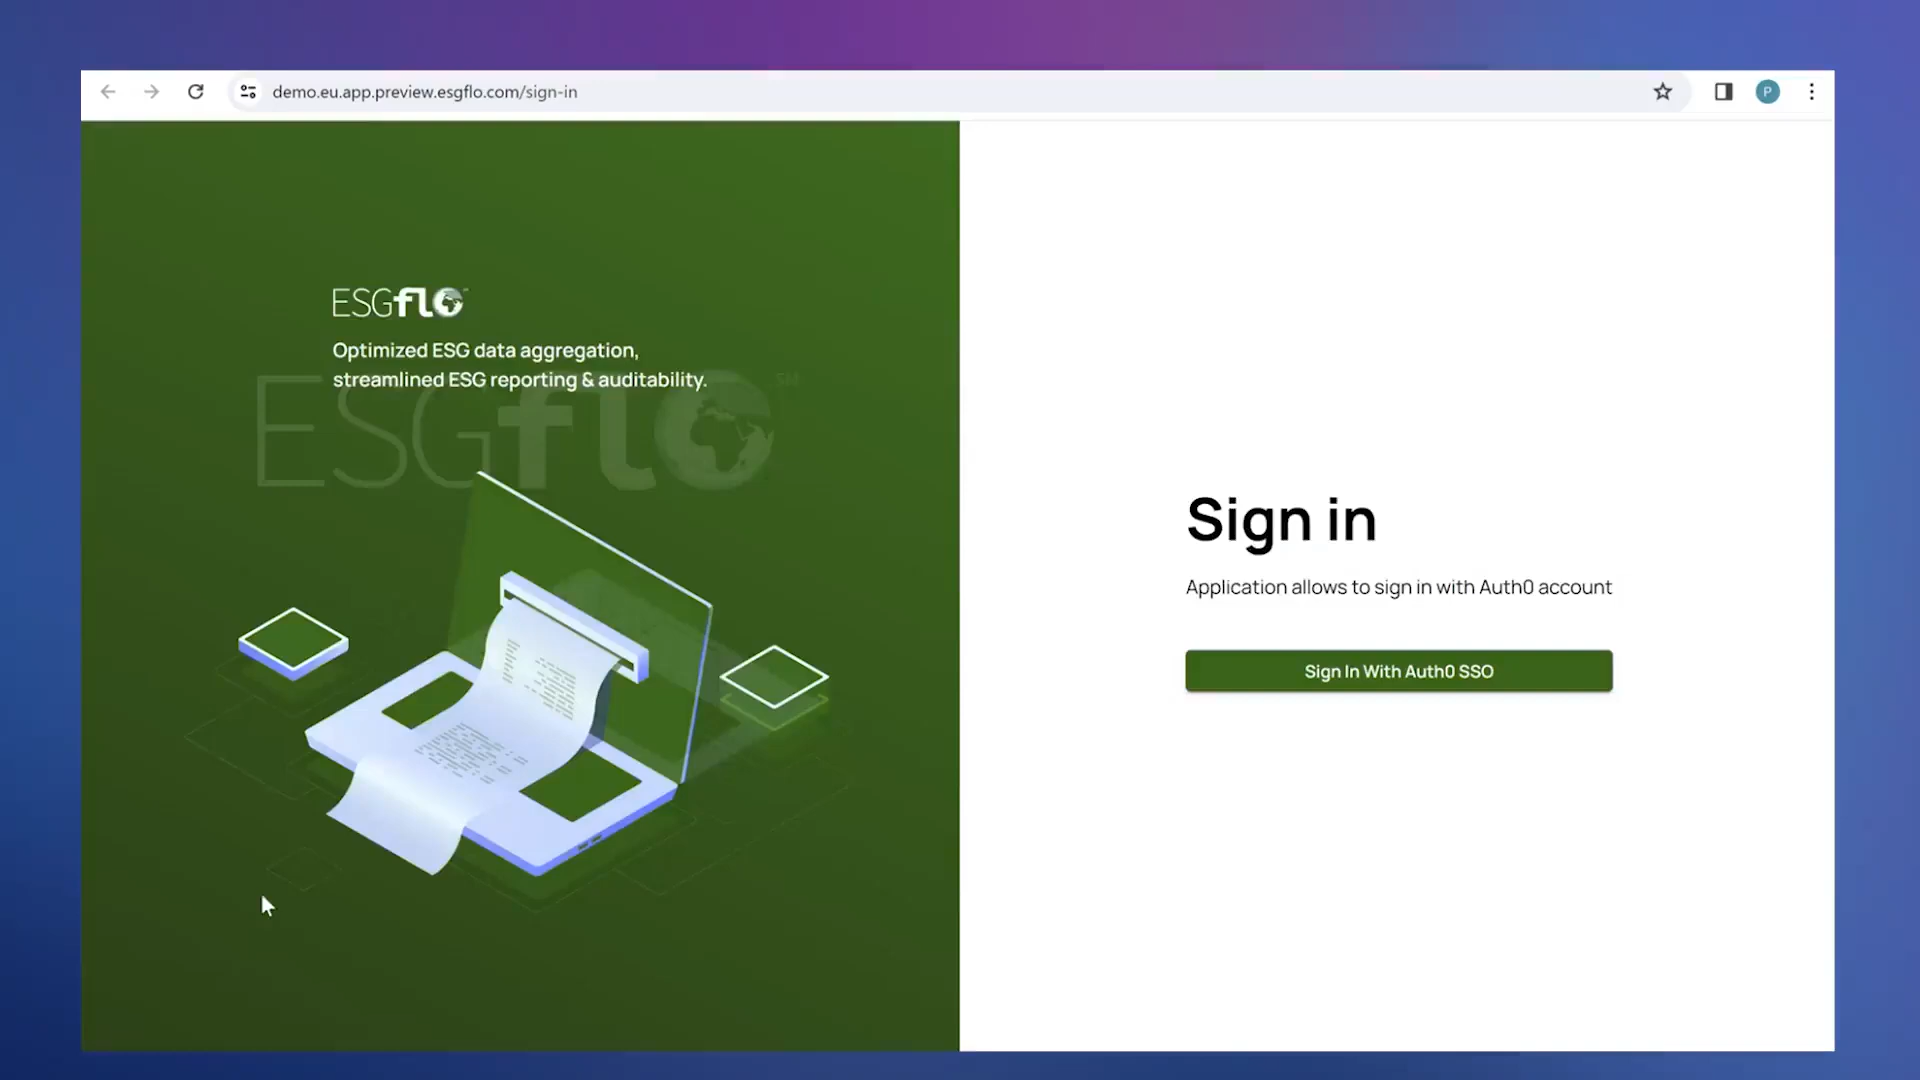 demo.eu.app.preview.esgflo.com/sign-in
P
ESGflo
Optimized ESG data aggregation,
streamlined ESG reporting & auditability.
ESGflo SM
Sign in
Application allows to sign in with Auth0 account
Sign In With Auth0 SSO